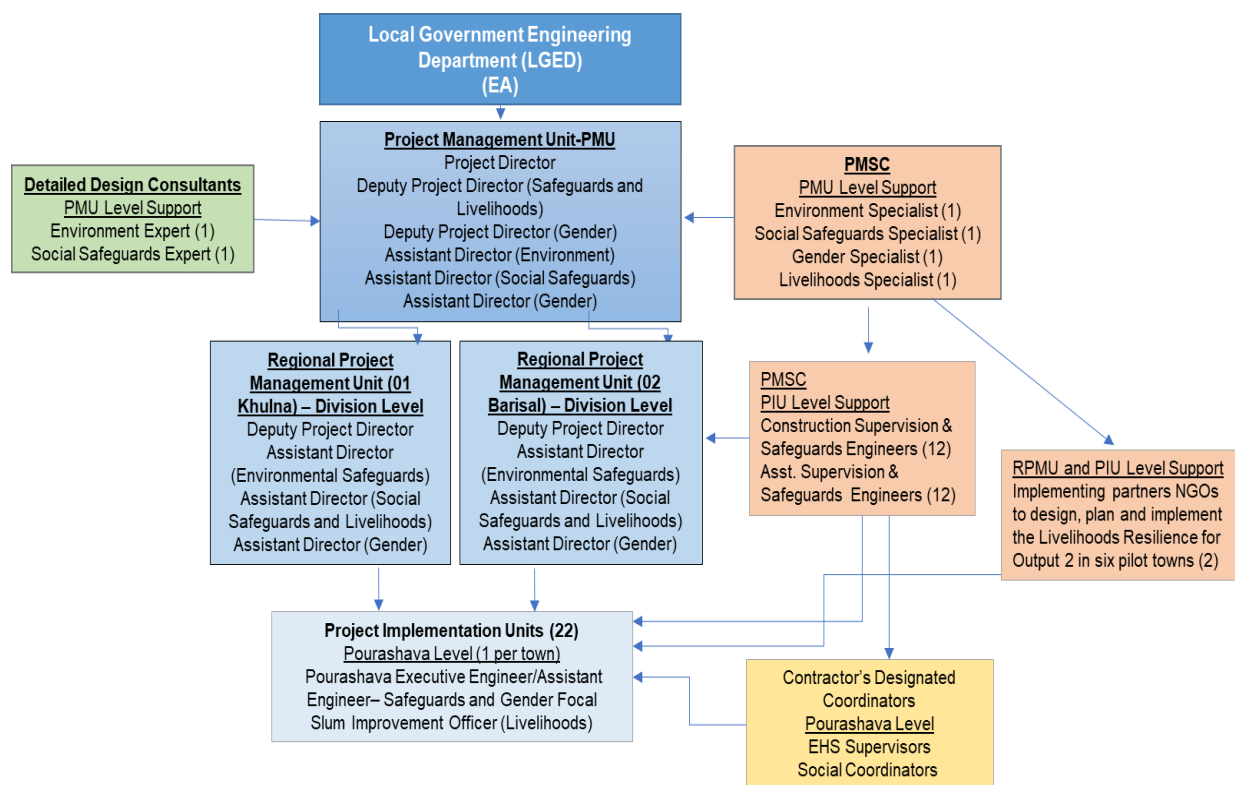 Local Government Engineering
Department (LGED)
(EA)
Project Management Unit-PMU
Project Director
Deputy Project Director (Safeguards and
Livelihoods)
Deputy Project Director (Gender)
Assistant Director (Environment)
Assistant Director (Social Safeguards)
Assistant Director (Gender)
Detailed Design Consultants
PMU Level Support
Environment Expert (1)
Social Safeguards Expert (1)
PMSC
PMU Level Support
Environment Specialist (1)
Social Safeguards Specialist (1)
Gender Specialist (1)
Livelihoods Specialist (1)
Regional Project
Management Unit (01
Khulna) – Division Level
Deputy Project Director
Assistant Director
(Environmental Safeguards)
Assistant Director (Social
Safeguards and Livelihoods)
Assistant Director (Gender)
Regional Project
Management Unit (02
Barisal) – Division Level
Deputy Project Director
Assistant Director
(Environmental Safeguards)
Assistant Director (Social
Safeguards and Livelihoods)
Assistant Director (Gender)
PMSC
PIU Level Support
Construction Supervision &
Safeguards Engineers (12)
Asst. Supervision &
Safeguards Engineers (12)
RPMU and PIU Level Support
Implementing partners NGOs
to design, plan and implement
the Livelihoods Resilience for
Output 2 in six pilot towns (2)
Project Implementation Units (22)
Pourashava Level (1 per town)
Pourashava Executive Engineer/Assistant
Engineer– Safeguards and Gender Focal
Slum Improvement Officer (Livelihoods)
Contractor's Designated
Coordinators
Pourashava Level
EHS Supervisors
Social Coordinators